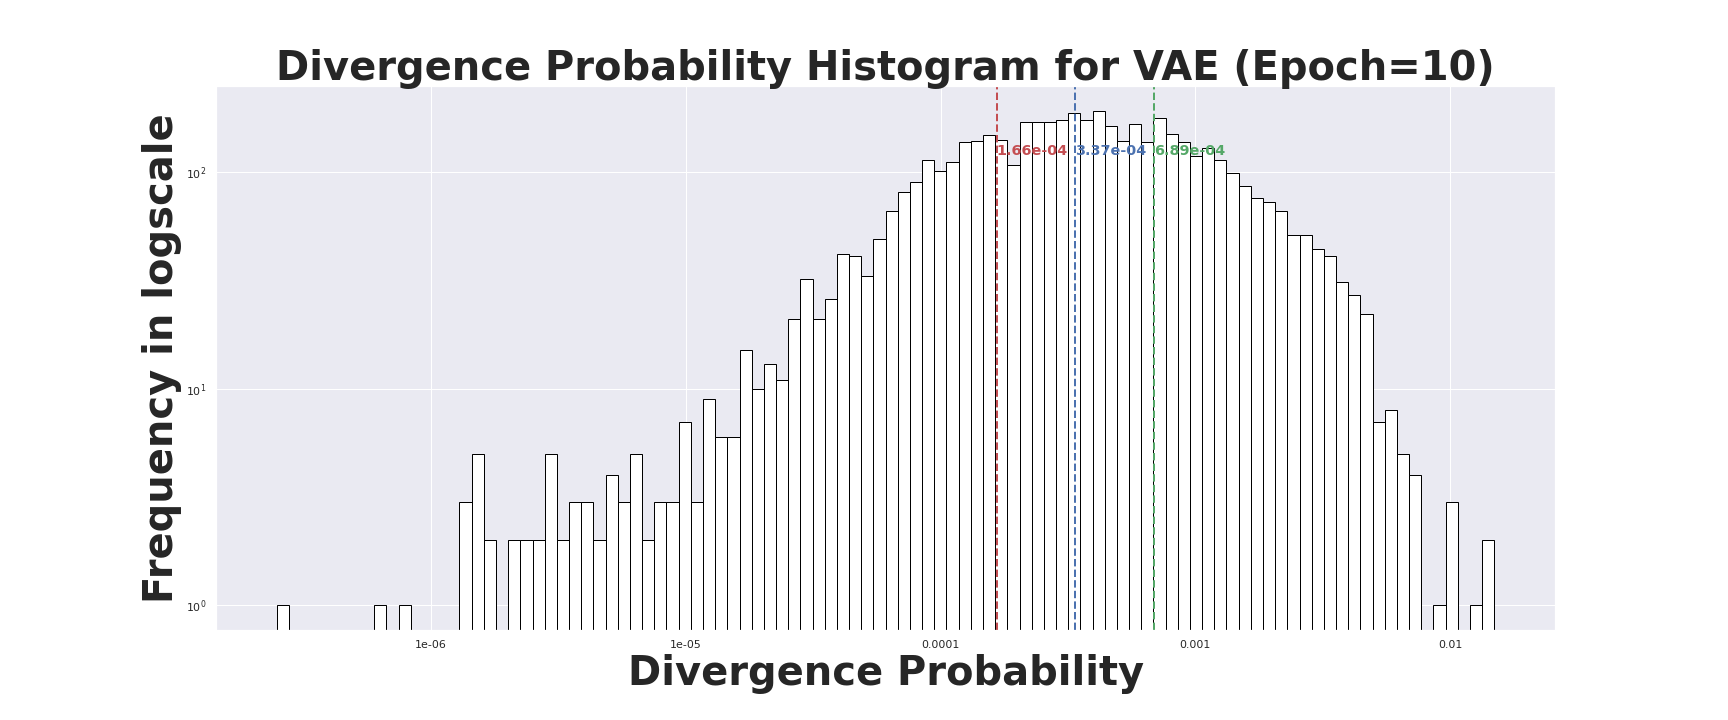 Divergence Probability Histogram for VAE (Epoch=10)
Frequency in logscale
10²
10¹
10⁰
1.66e-04 3.37e-04 6.89e-04
1e-06 1e-05 0.0001 0.001 0.01
Divergence Probability